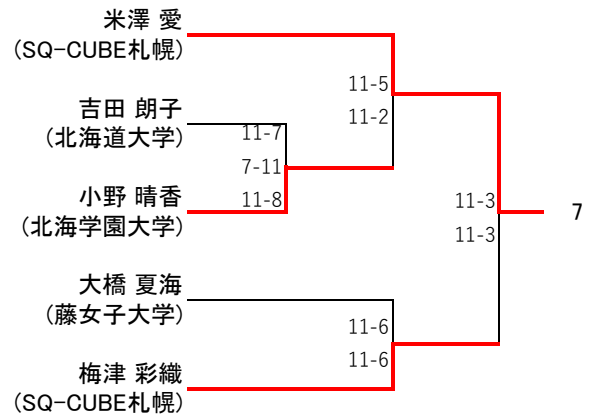 米澤 愛
(SQ-CUBE札幌)
11-5
11-2
吉田 朗子
(北海道大学)
11-7
7-11
11-8
小野 晴香
(北海学園大学)
11-3
11-3
7
大橋 夏海
(藤女子大学)
11-6
11-6
梅津 彩織
(SQ-CUBE札幌)